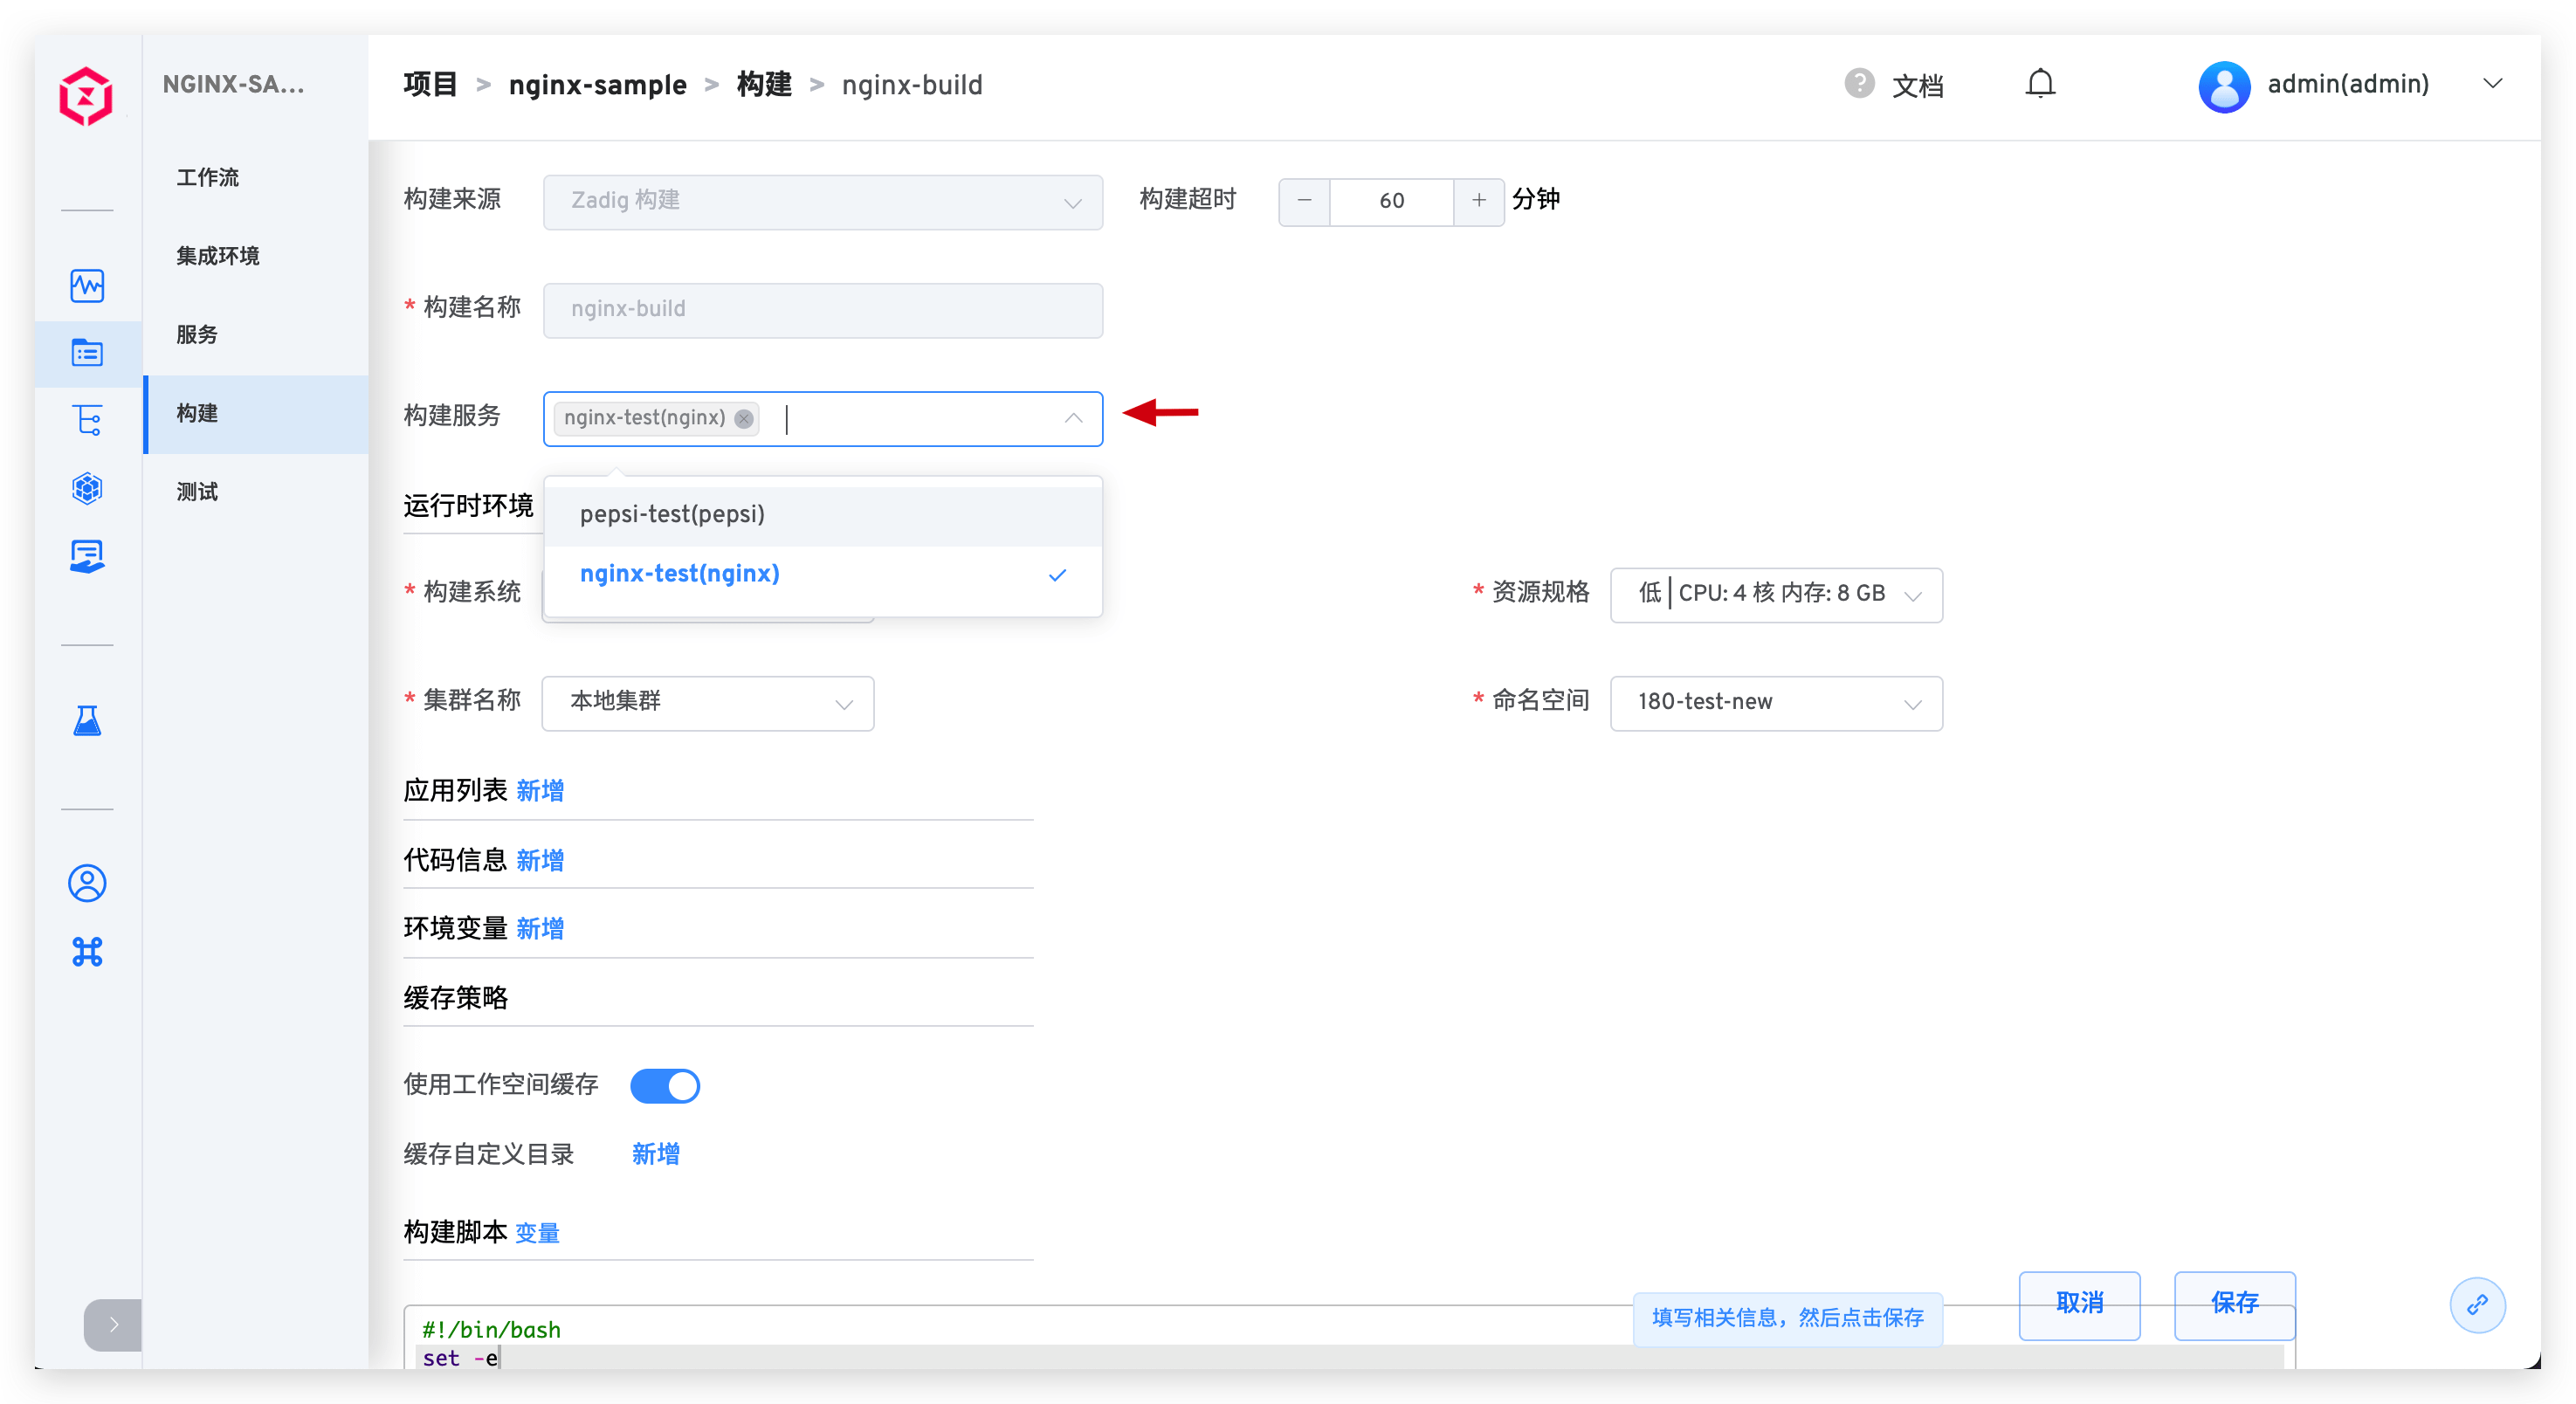 NGINX-SA...
项目 > nginx-sample > 构建 > nginx-build
? 文档
admin(admin)
工作流
集成环境
服务
构建
测试
构建来源 Zadig 构建
构建超时 − 60 + 分钟
* 构建名称 nginx-build
构建服务 nginx-test(nginx)
pepsi-test(pepsi)
nginx-test(nginx)
运行时环境
* 构建系统
* 资源规格 低 | CPU: 4 核 内存: 8 GB
* 集群名称 本地集群
* 命名空间 180-test-new
应用列表 新增
代码信息 新增
环境变量 新增
缓存策略
使用工作空间缓存
缓存自定义目录 新增
构建脚本 变量
#!/bin/bash
set -e
填写相关信息，然后点击保存
取消
保存